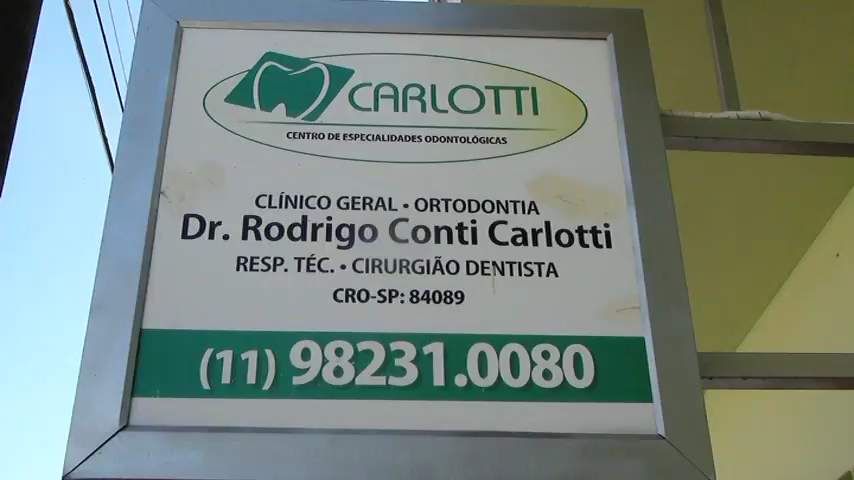 CARLOTTI
CENTRO DE ESPECIALIDADES ODONTOLÓGICAS
CLÍNICO GERAL • ORTODONTIA
Dr. Rodrigo Conti Carlotti
RESP. TÉC. • CIRURGIÃO DENTISTA
CRO-SP: 84089
(11) 98231.0080